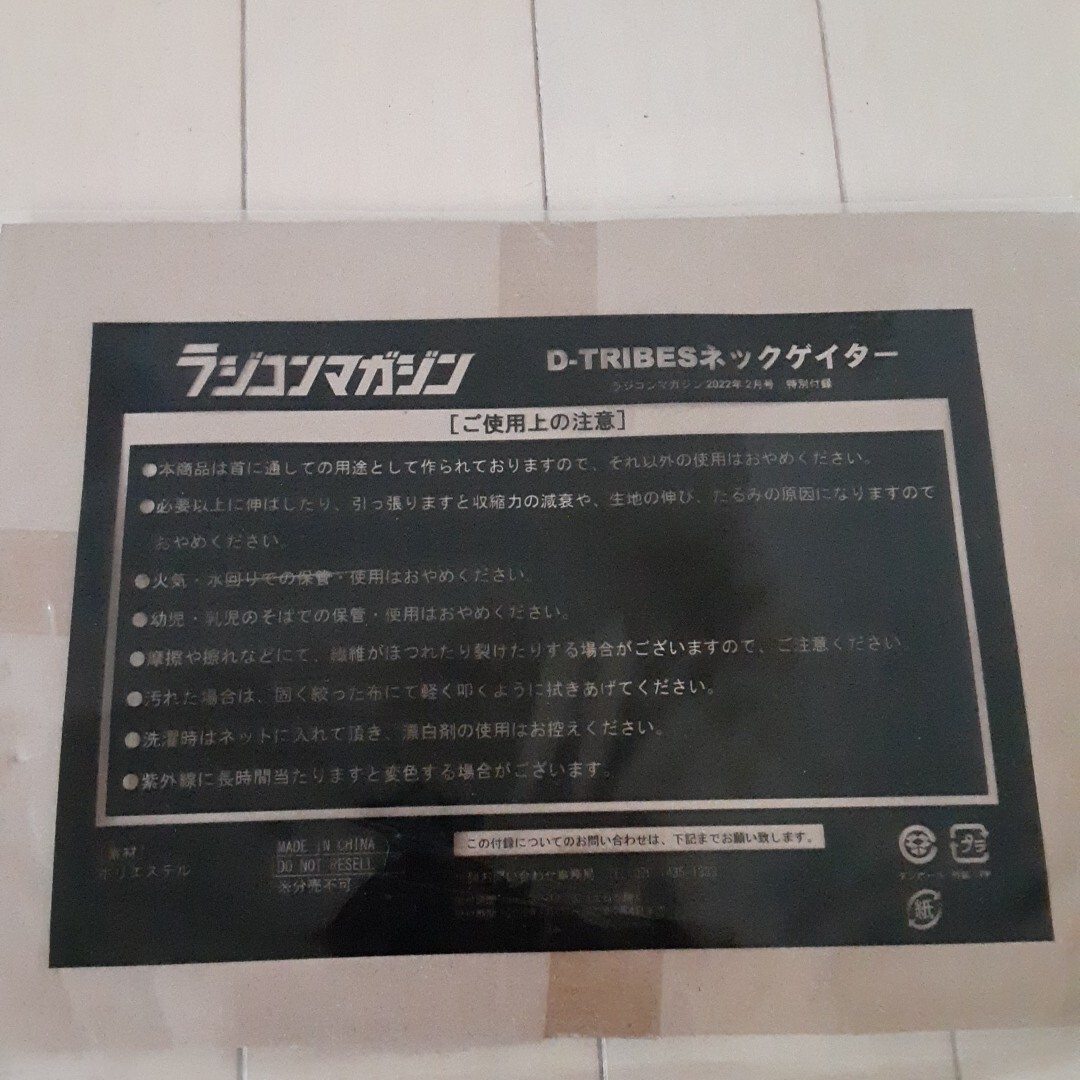 ラジコンマガジン
D-TRIBESネックゲイター
ラジコンマガジン2022年2月号 特別付録
[ご使用上の注意]
●本商品は首に通しての用途として作られておりますので、それ以外の使用はおやめください。
●必要以上に伸ばしたり、引っ張りますと収縮力の減衰や、生地の伸び、たるみの原因になりますので
おやめください。
●火気・水回りでの保管・使用はおやめください。
●幼児・乳児のそばでの保管・使用はおやめください。
●摩擦や擦れなどにて、繊維がほつれたり裂けたりする場合がございますので、ご注意ください。
●汚れた場合は、固く絞った布にて軽く叩くように拭きあげてください。
●洗濯時はネットに入れて頂き、漂白剤の使用はお控えください。
●紫外線に長時間当たりますと変色する場合がございます。
素材:
ポリエステル
MADE IN CHINA
DO NOT RESELL
※分売不可
この付録についてのお問い合わせは、下記までお願い致します。
お問い合わせ事務局
プラ
ダンボール
紙